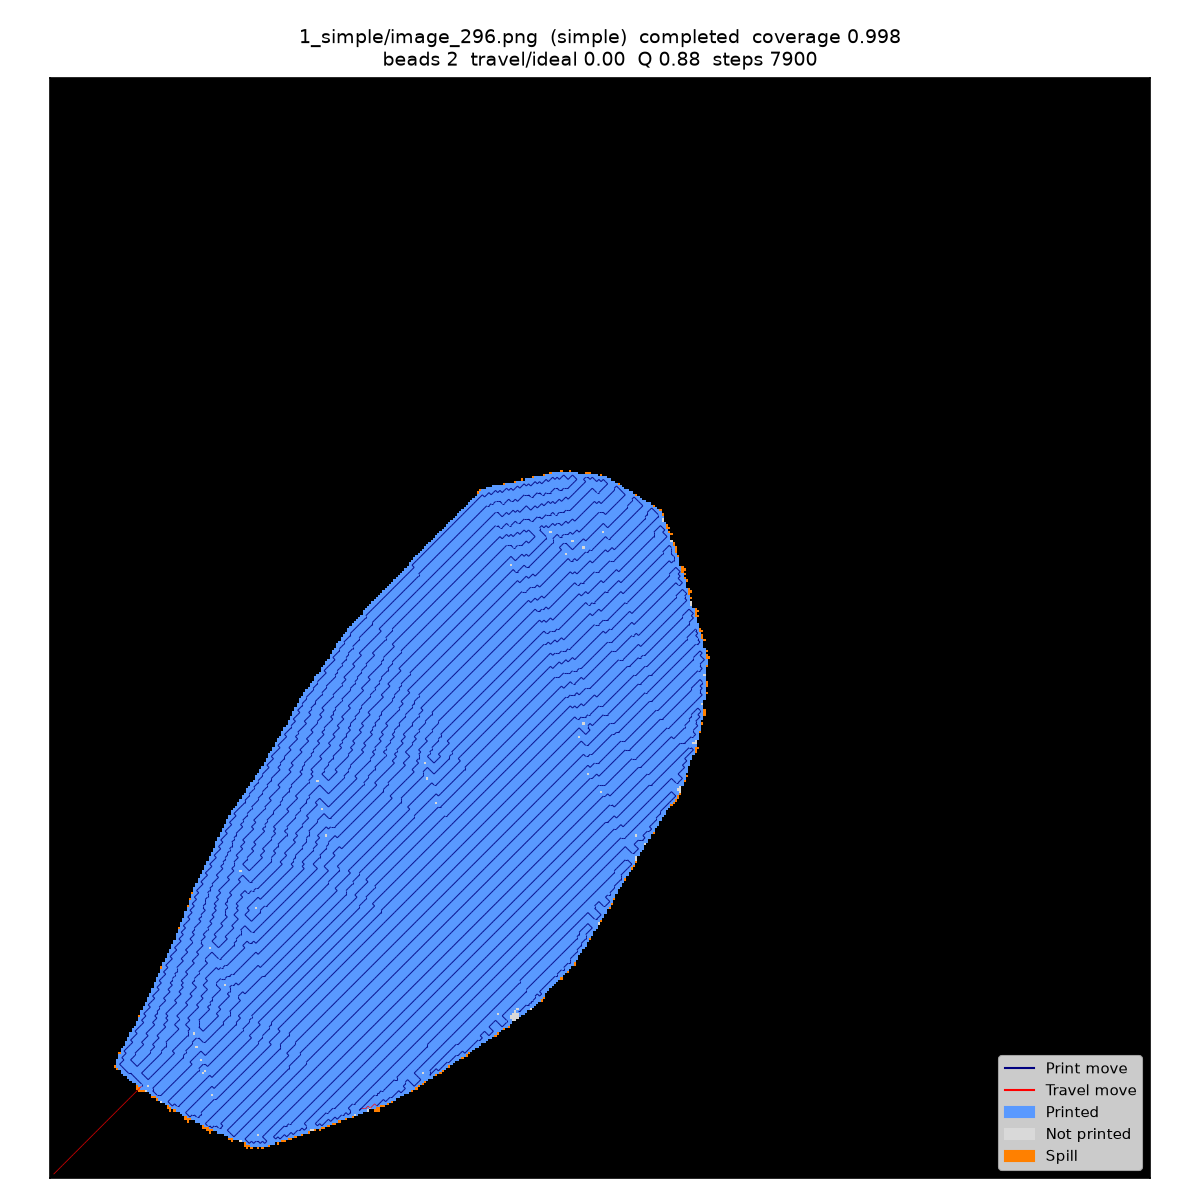 1_simple/image_296.png  (simple)  completed  coverage 0.998
beads 2  travel/ideal 0.00  Q 0.88  steps 7900
Print move
Travel move
Printed
Not printed
Spill